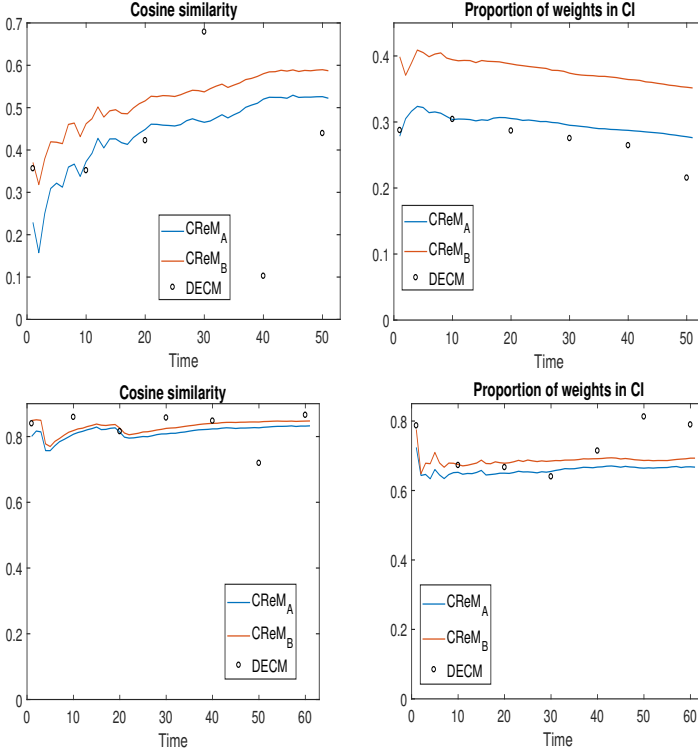 Cosine similarity
0.7
0.6
0.5
0.4
0.3
0.2
0.1
0
0 10 20 30 40 50
Time
CReM_A
CReM_B
DECM
Proportion of weights in CI
0.4
0.3
0.2
0
0 10 20 30 40 50
Time
CReM_A
CReM_B
DECM
Cosine similarity
0.8
0.6
0.4
0.2
0
0 10 20 30 40 50 60
Time
CReM_A
CReM_B
DECM
Proportion of weights in CI
0.8
0.6
0.4
0.2
0
0 10 20 30 40 50 60
Time
CReM_A
CReM_B
DECM